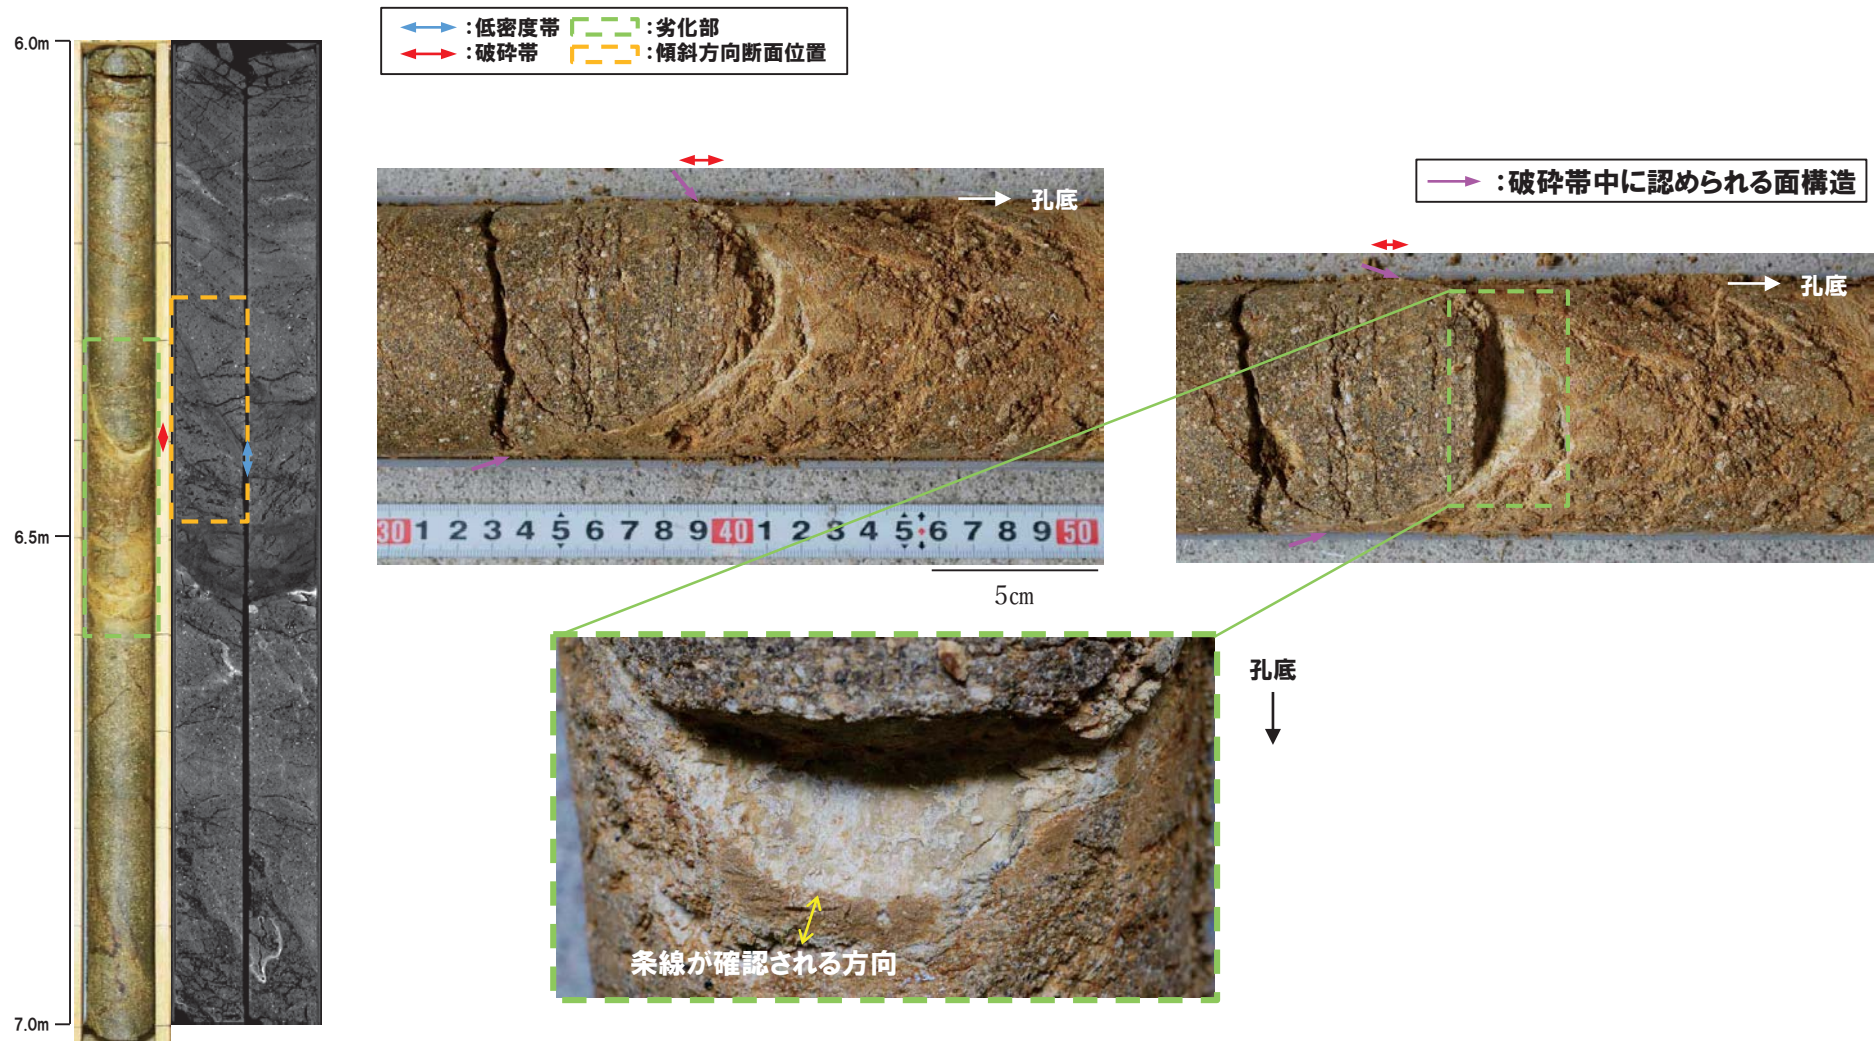 6.0m
6.5m
7.0m
：低密度帯
：劣化部
：破砕帯
：傾斜方向断面位置
孔底
：破砕帯中に認められる面構造
孔底
30 1 2 3 4 5 6 7 8 9 40 1 2 3 4 5 6 7 8 9 50
5cm
孔底
条線が確認される方向